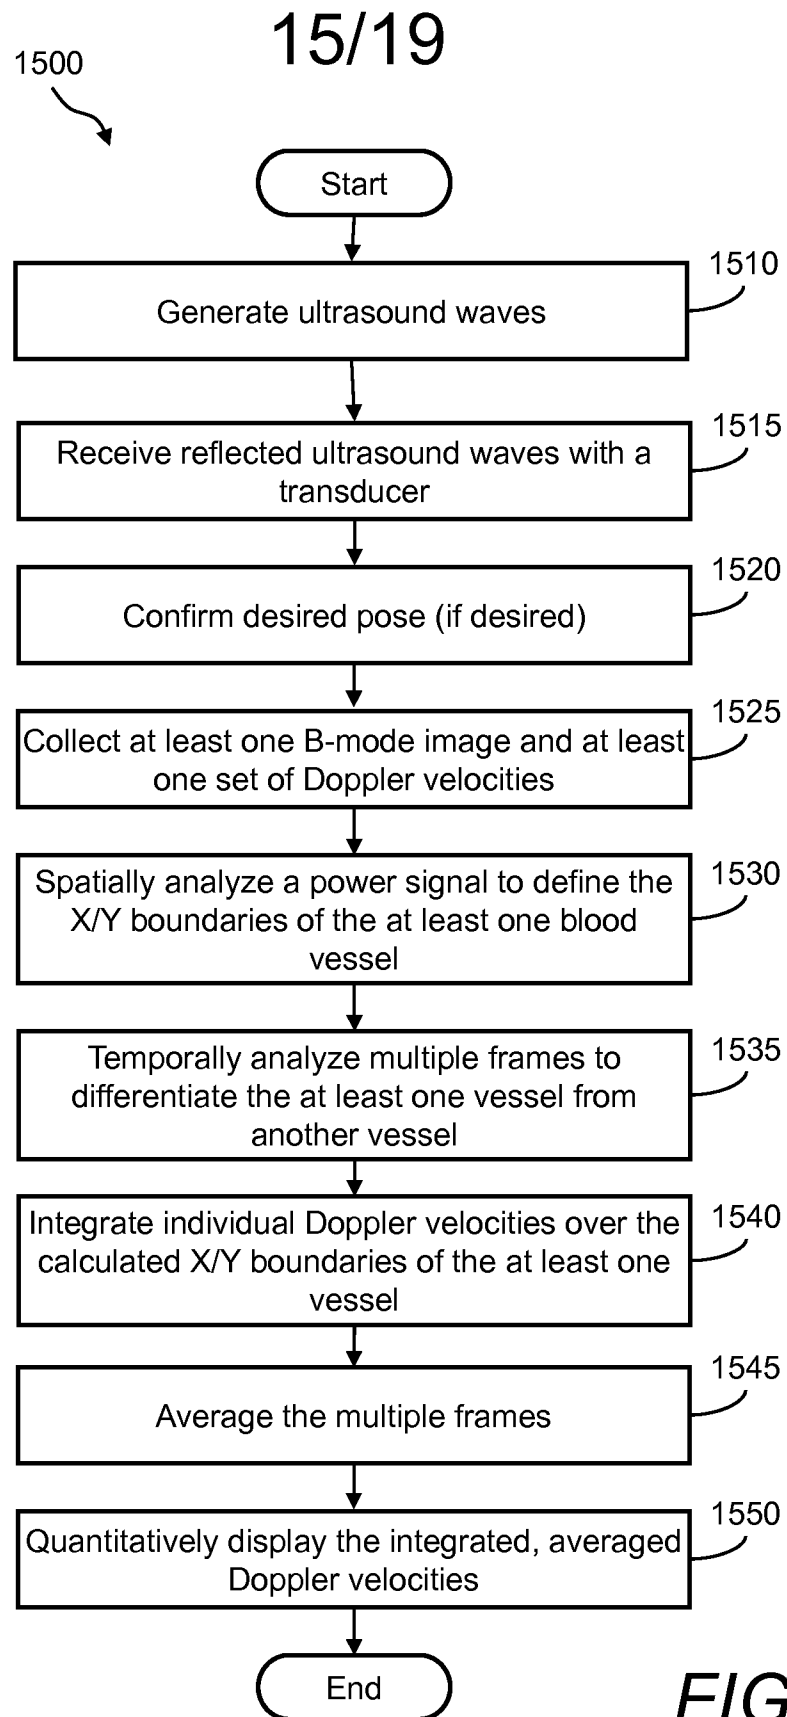 15/19
1500
Start
1510
Generate ultrasound waves
1515
Receive reflected ultrasound waves with a
transducer
1520
Confirm desired pose (if desired)
1525
Collect at least one B-mode image and at least
one set of Doppler velocities
1530
Spatially analyze a power signal to define the
X/Y boundaries of the at least one blood
vessel
1535
Temporally analyze multiple frames to
differentiate the at least one vessel from
another vessel
1540
Integrate individual Doppler velocities over the
calculated X/Y boundaries of the at least one
vessel
1545
Average the multiple frames
1550
Quantitatively display the integrated, averaged
Doppler velocities
End
FIG